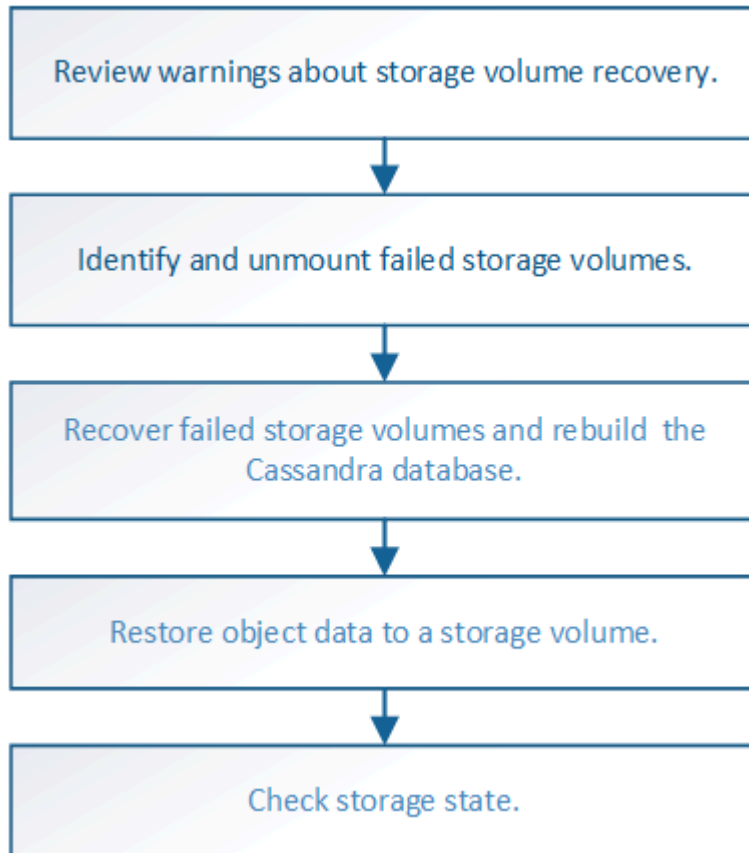 Review warnings about storage volume recovery.
Identify and unmount failed storage volumes.
Recover failed storage volumes and rebuild the
Cassandra database.
Restore object data to a storage volume.
Check storage state.